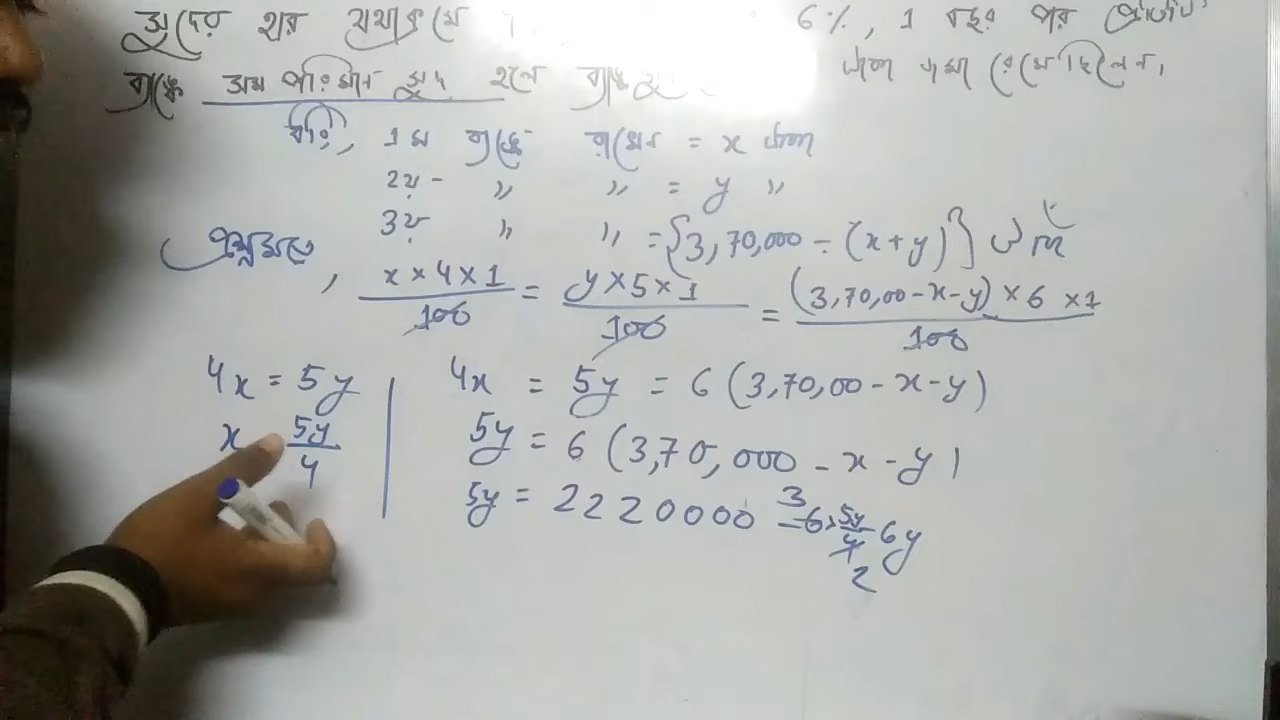 সুদের হার যথাক্রমে 6%, 1 বছর পর
ব্যাঙ্কে সম পরিমান সুদ হলে জমা রেখেছিলেন,
ধরি, 1ম ব্যাঙ্কে রাখেন = x টাকা
2য় - " " = y "
3য় " " = {3,70,000 - (x+y)}
প্রশ্নমতে, x×4×1/100 = y×5×1/100 = (3,70,00-x-y)×6×1/100
4x = 5y
x 5y/4
4x = 5y = 6(3,70,00-x-y)
5y = 6(3,70,000-x-y)
5y = 2220000 - 6 3 × 5y/4 2 - 6y